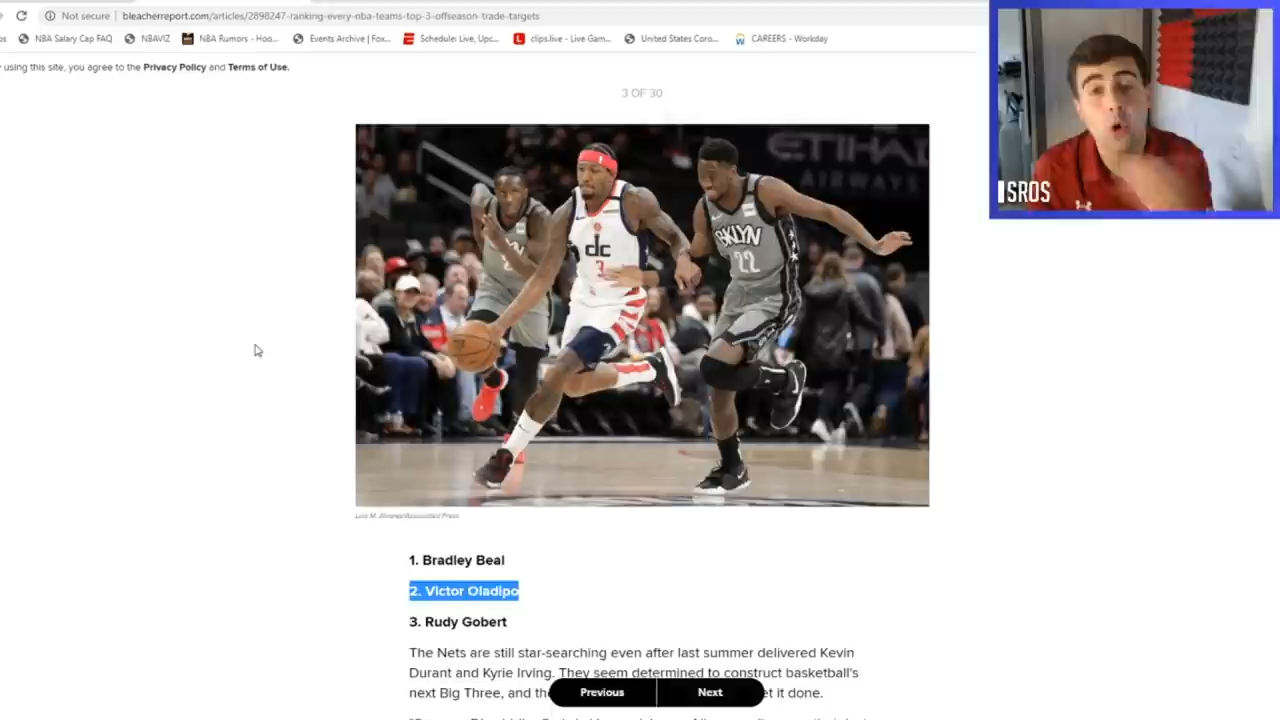 Not secure | bleacherreport.com/articles/2898247-ranking-every-nba-teams-top-3-offseason-trade-targets
NBA Salary Cap FAQ NBAVIZ NBA Rumors - Hoo... Events Archive | Fox... Schedule: Live, Upc... clips.live - Live Gam... United States Coro... CAREERS - Workday
using this site, you agree to the Privacy Policy and Terms of Use.
3 OF 30
ETIHAD
AIRWAYS
dc
3
BKLYN
22
SROS
1. Bradley Beal
2. Victor Oladipo
3. Rudy Gobert
The Nets are still star-searching even after last summer delivered Kevin
Durant and Kyrie Irving. They seem determined to construct basketball's
next Big Three, and it done.
Previous Next